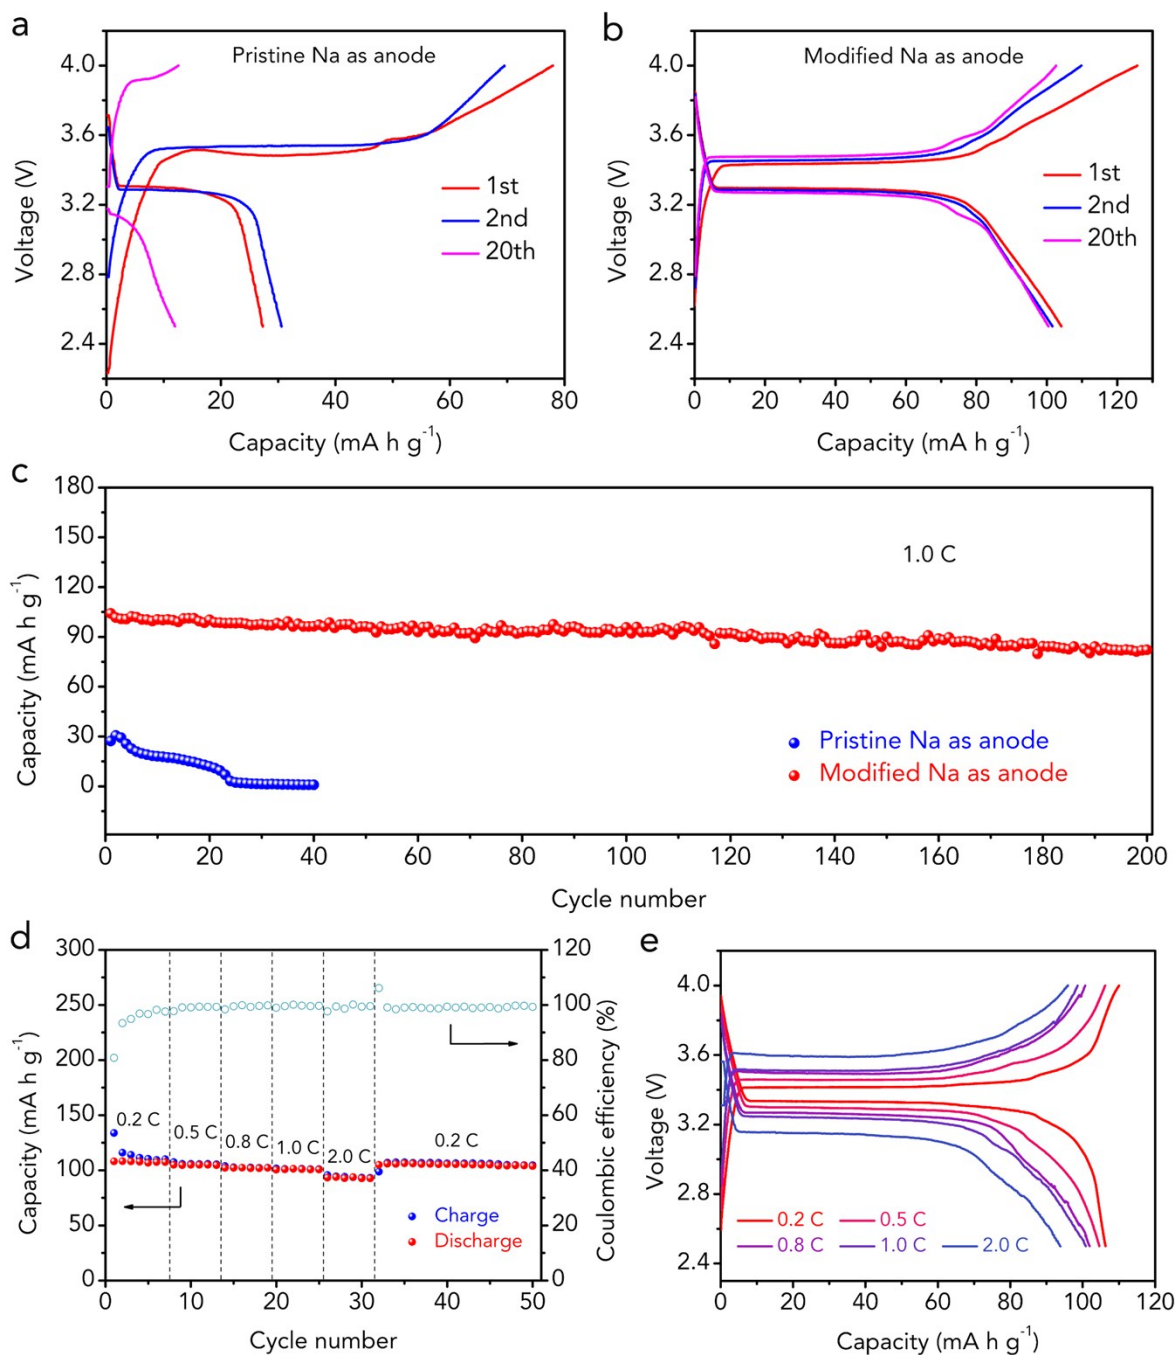 a
Pristine Na as anode
4.0
3.6
3.2
2.8
2.4
Voltage (V)
1st
2nd
20th
0 20 40 60 80
Capacity (mA h g⁻¹)
b
Modified Na as anode
4.0
3.6
3.2
2.8
2.4
Voltage (V)
1st
2nd
20th
0 20 40 60 80 100 120
Capacity (mA h g⁻¹)
c
180
150
120
90
60
30
0
Capacity (mA h g⁻¹)
1.0 C
Pristine Na as anode
Modified Na as anode
0 20 40 60 80 100 120 140 160 180 200
Cycle number
d
300
250
200
150
100
50
0
Capacity (mA h g⁻¹)
120
100
80
60
40
20
0
Coulombic efficiency (%)
0.2 C 0.5 C 0.8 C 1.0 C 2.0 C 0.2 C
Charge
Discharge
0 10 20 30 40 50
Cycle number
e
4.0
3.6
3.2
2.8
2.4
Voltage (V)
0.2 C 0.5 C
0.8 C 1.0 C 2.0 C
0 20 40 60 80 100 120
Capacity (mA h g⁻¹)